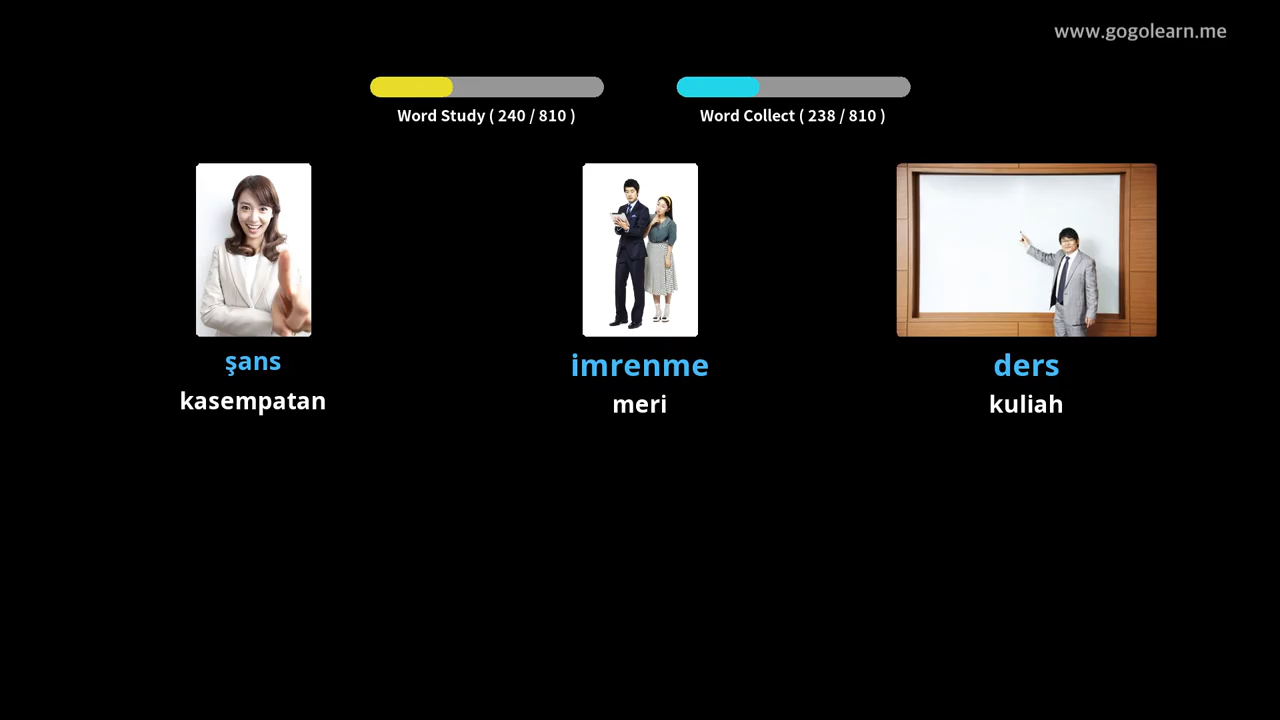 www.gogolearn.me
Word Study ( 240 / 810 )
Word Collect ( 238 / 810 )
şans
kasempatan
imrenme
meri
ders
kuliah